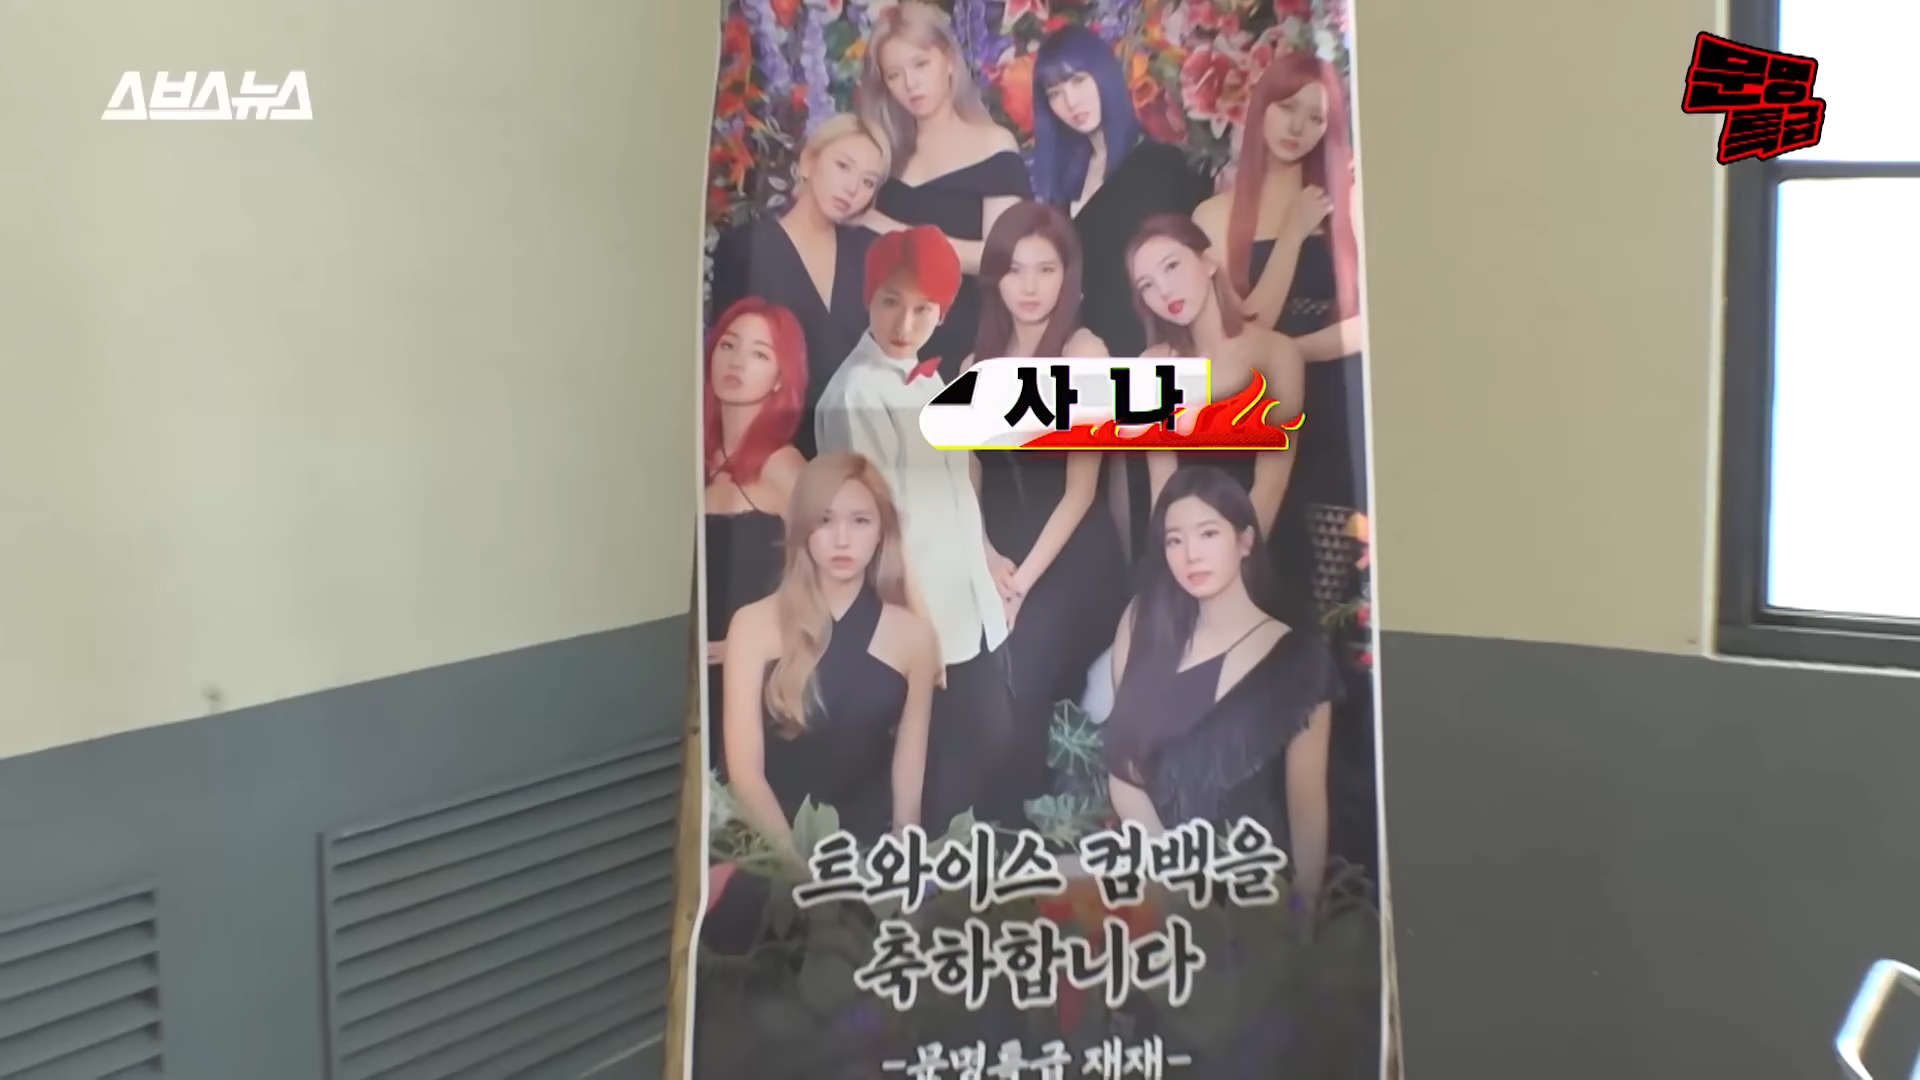 스브스뉴스
문명특급
사나
트와이스 컴백을
축하합니다
-문명특급 재재-